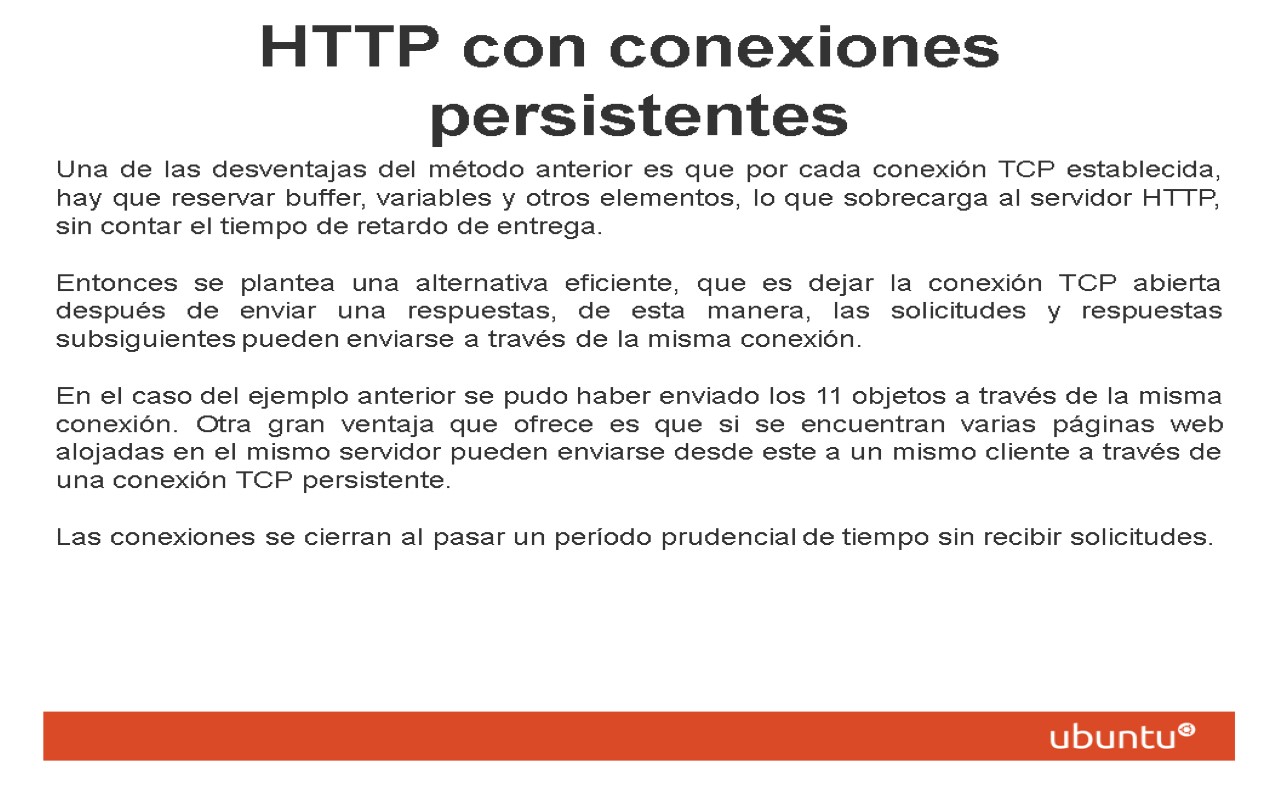 HTTP con conexiones
persistentes
Una de las desventajas del método anterior es que por cada conexión TCP establecida,
hay que reservar buffer, variables y otros elementos, lo que sobrecarga al servidor HTTP,
sin contar el tiempo de retardo de entrega.
Entonces se plantea una alternativa eficiente, que es dejar la conexión TCP abierta
después de enviar una respuestas, de esta manera, las solicitudes y respuestas
subsiguientes pueden enviarse a través de la misma conexión.
En el caso del ejemplo anterior se pudo haber enviado los 11 objetos a través de la misma
conexión. Otra gran ventaja que ofrece es que si se encuentran varias páginas web
alojadas en el mismo servidor pueden enviarse desde este a un mismo cliente a través de
una conexión TCP persistente.
Las conexiones se cierran al pasar un período prudencial de tiempo sin recibir solicitudes.
ubuntu